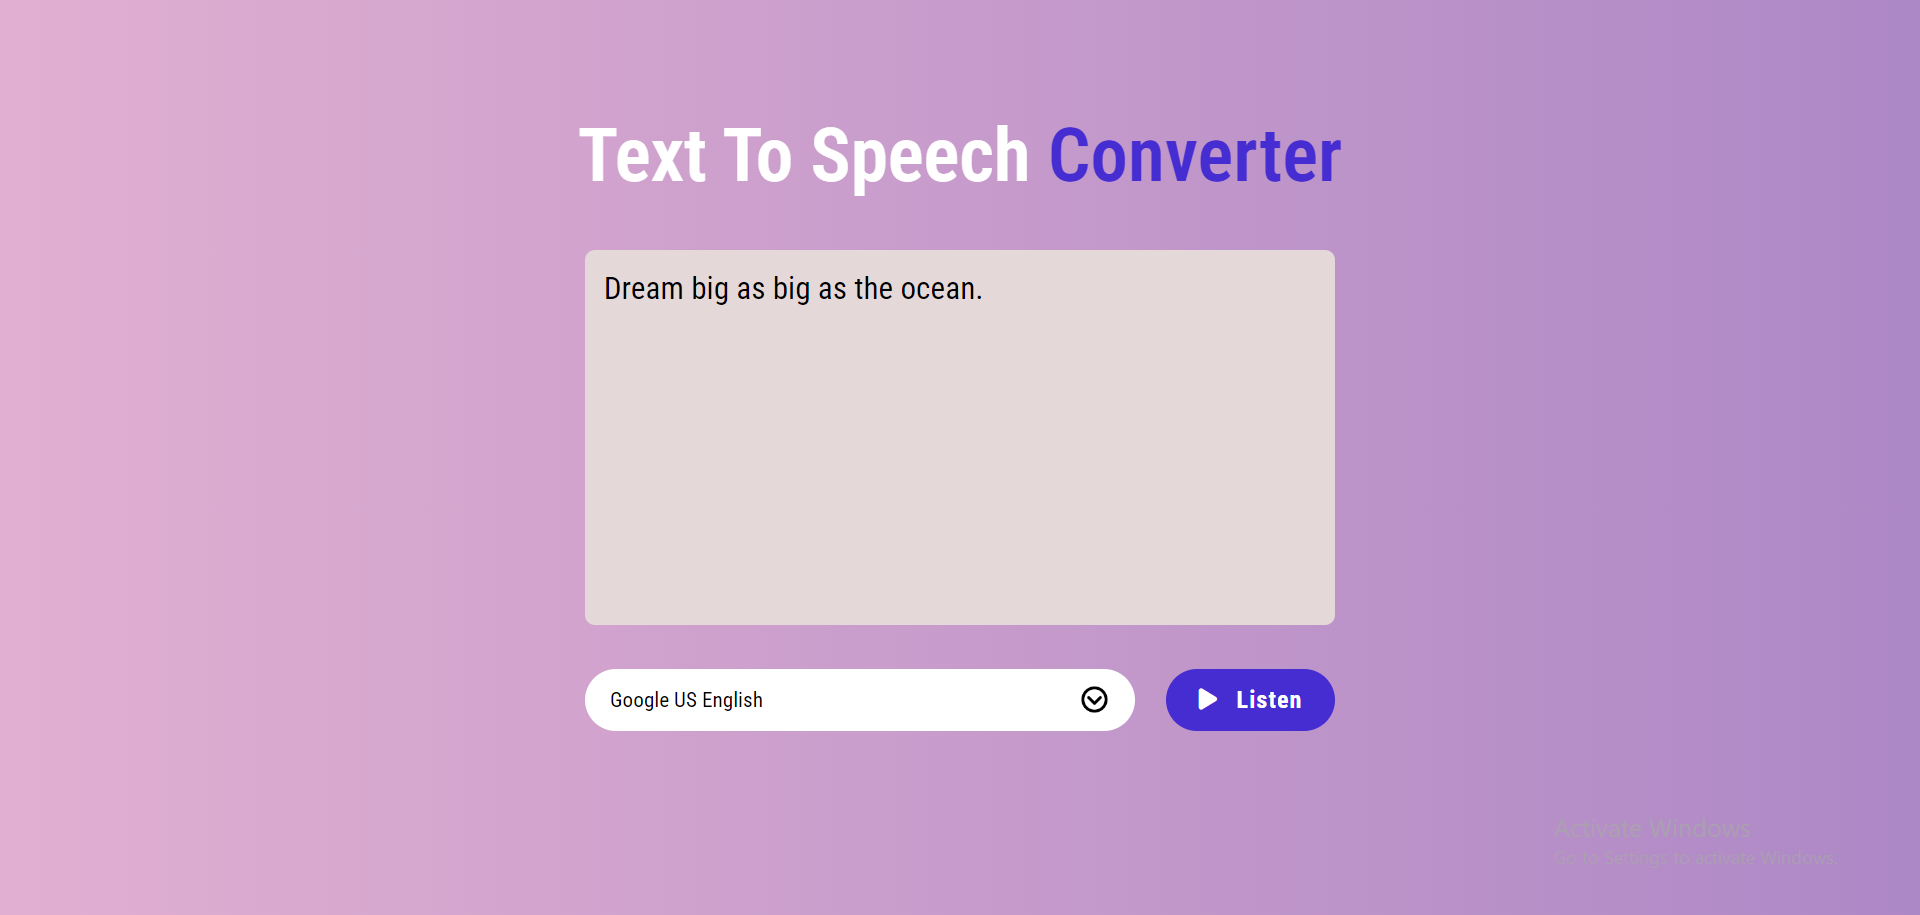 Text To Speech Converter
Dream big as big as the ocean.
Google US English
Listen
Activate Windows
Go to Settings to activate Windows.